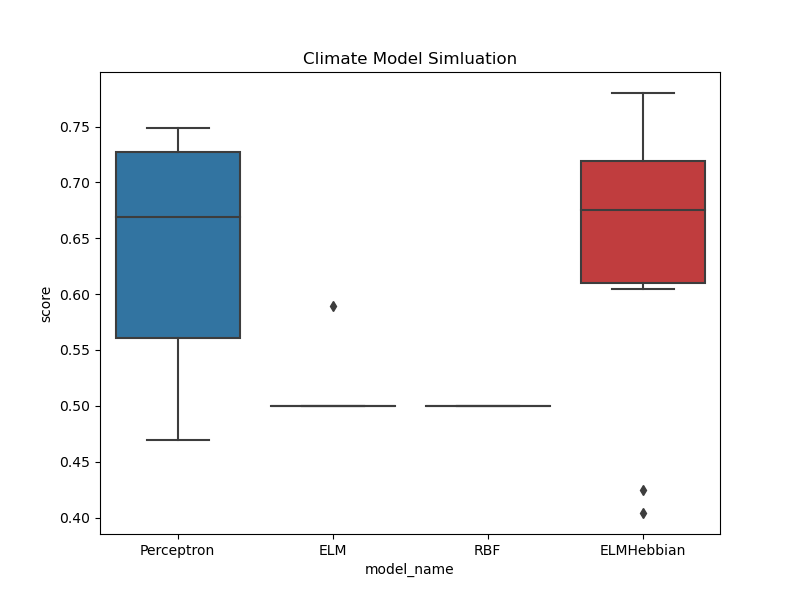 Climate Model Simluation
0.75
0.70
0.65
0.60
0.55
0.50
0.45
0.40
score
Perceptron ELM RBF ELMHebbian
model_name